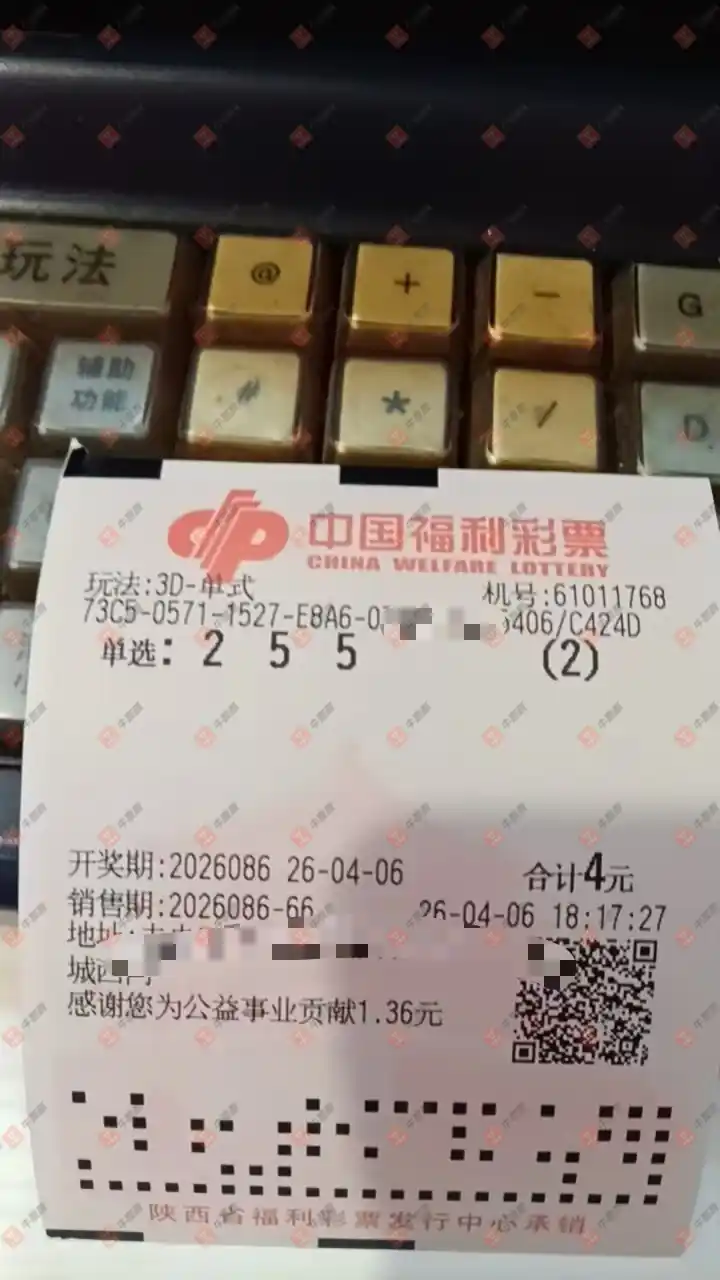 玩法 @ + - G
辅助 # * / D
功能
中国福利彩票
CHINA WELFARE LOTTERY
玩法:3D-单式 机号:61011768
73C5-0571-1527-E8A6-0 406/C424D
单选: 2 5 5 (2)
开奖期:2026086 26-04-06 合计4元
销售期:2026086-66 26-04-06 18:17:27
地址:
城西
感谢您为公益事业贡献1.36元
陕西省福利彩票发行中心承销